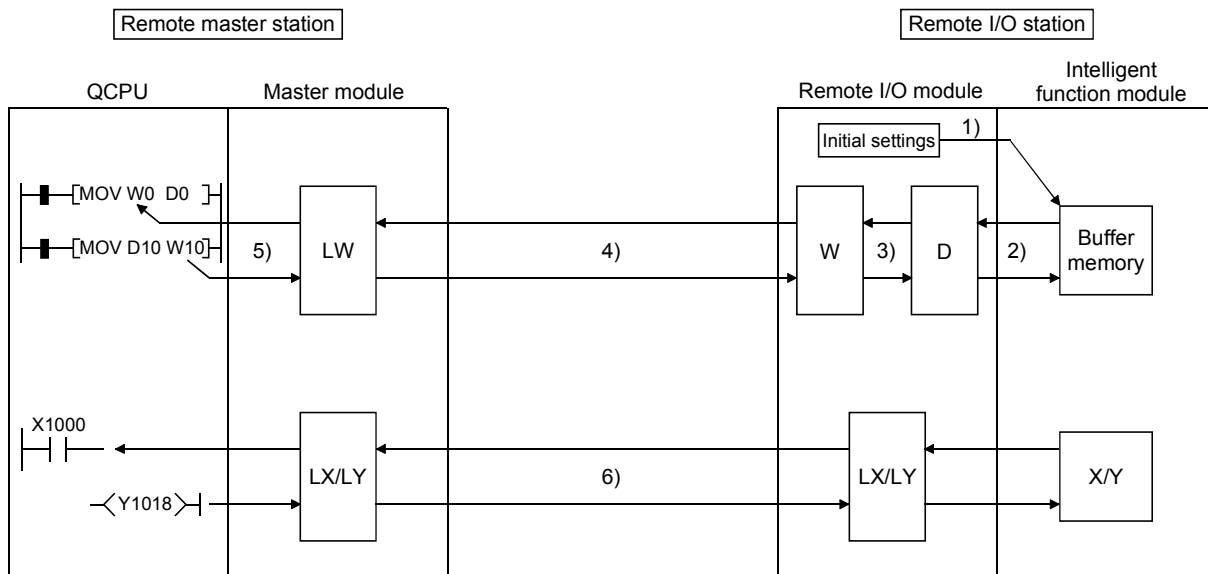 Remote master station
Remote I/O station
QCPU
Master module
Remote I/O module
Intelligent
function module
Initial settings
1)
MOV W0 D0
MOV D10 W10
5)
LW
4)
W
3)
D
2)
Buffer
memory
X1000
Y1018
LX/LY
6)
LX/LY
X/Y